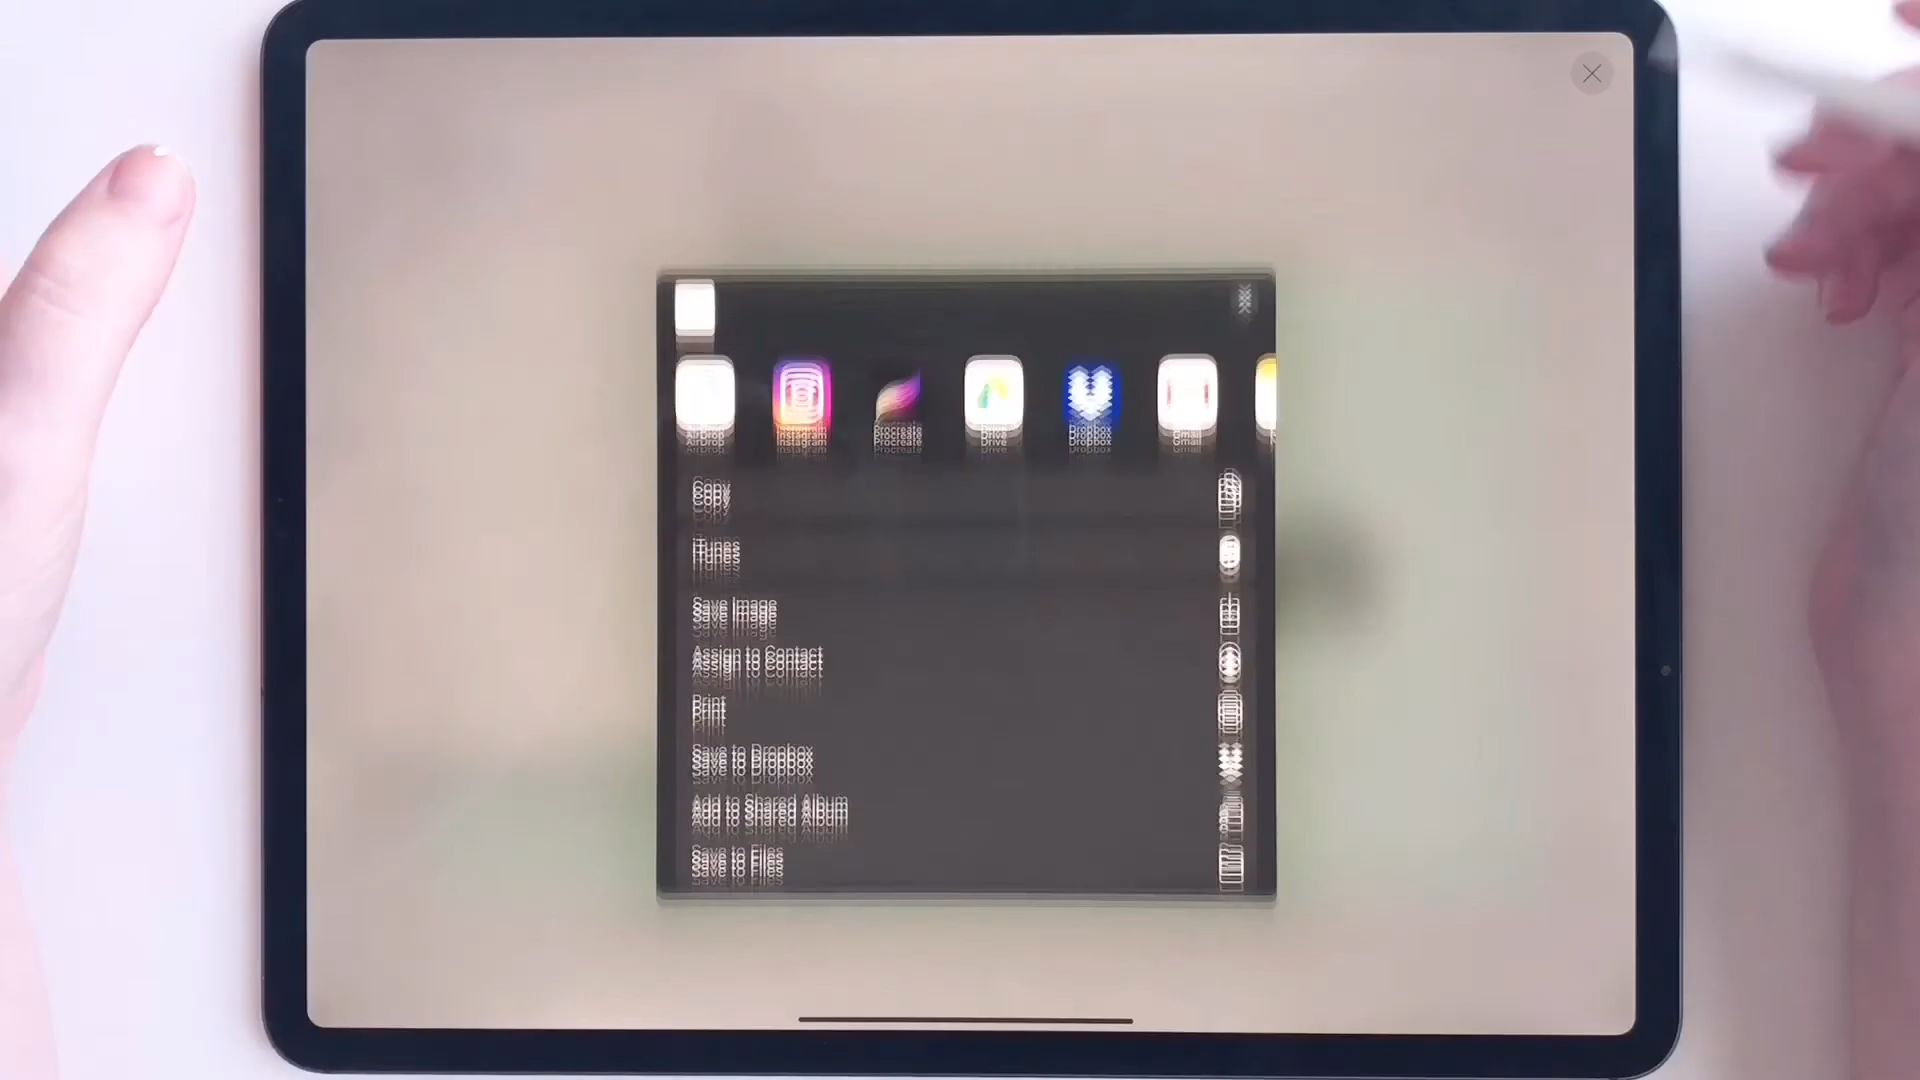 AirDrop
Instagram
Procreate
Drive
Dropbox
Gmail
Copy
iTunes
Save Image
Assign to Contact
Print
Save to Dropbox
Add to Shared Album
Save to Files